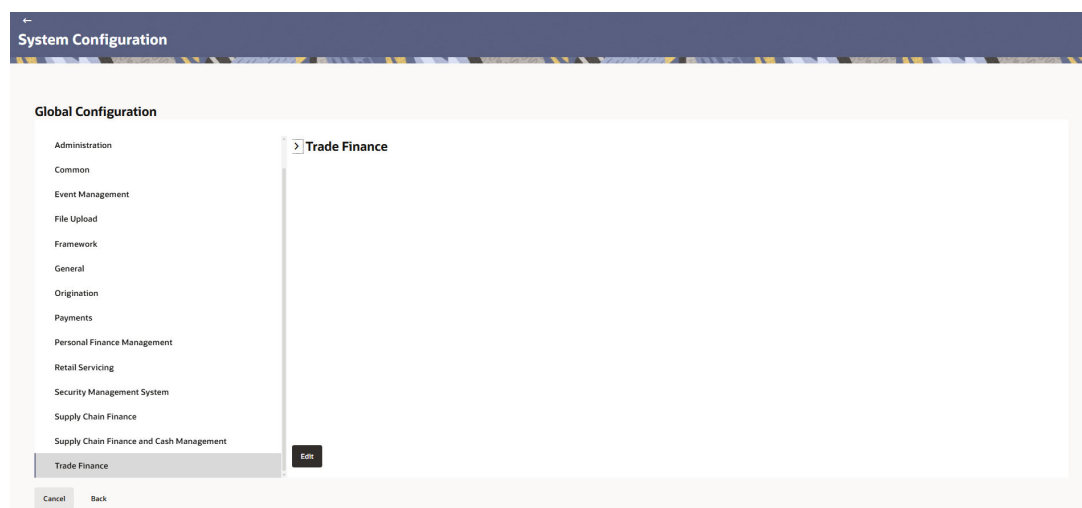 ←
System Configuration
Global Configuration
Administration
Common
Event Management
File Upload
Framework
General
Origination
Payments
Personal Finance Management
Retail Servicing
Security Management System
Supply Chain Finance
Supply Chain Finance and Cash Management
Trade Finance
> Trade Finance
Edit
Cancel Back